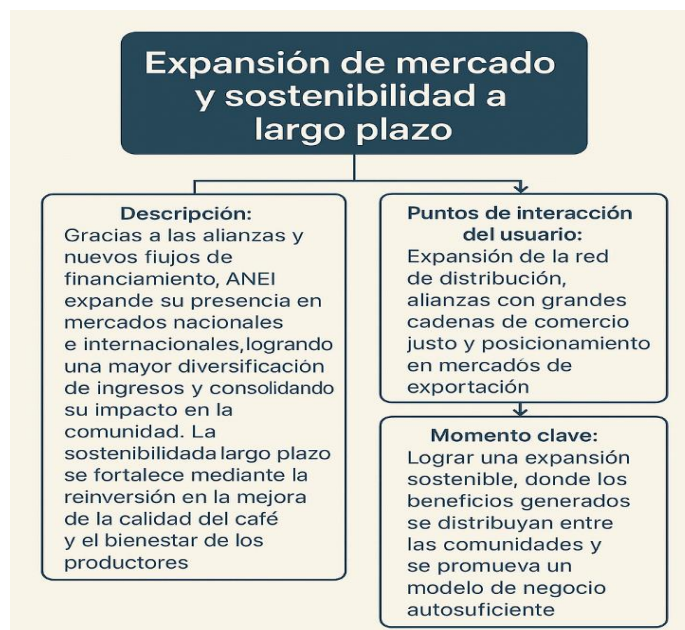 Expansión de mercado
y sostenibilidad a
largo plazo
Descripción:
Gracias a las alianzas y
nuevos fiujos de
financiamiento, ANEI
expande su presencia en
mercados nacionales
e internacionales,logrando
una mayor diversificación
de ingresos y consolidando
su impacto en la
comunidad. La
sostenibilidada largo plazo
se fortalece mediante la
reinversión en la mejora
de la calidad del café
y el bienestar de los
productores
Puntos de interacción
del usuario:
Expansión de la red
de distribución,
alianzas con grandes
cadenas de comercio
justo y posicionamiento
en mercadós de
exportación
Momento clave:
Lograr una expansión
sostenible, donde los
beneficios generados
se distribuyan entre
las comunidades y
se promueva un
modelo de negocio
autosuficiente